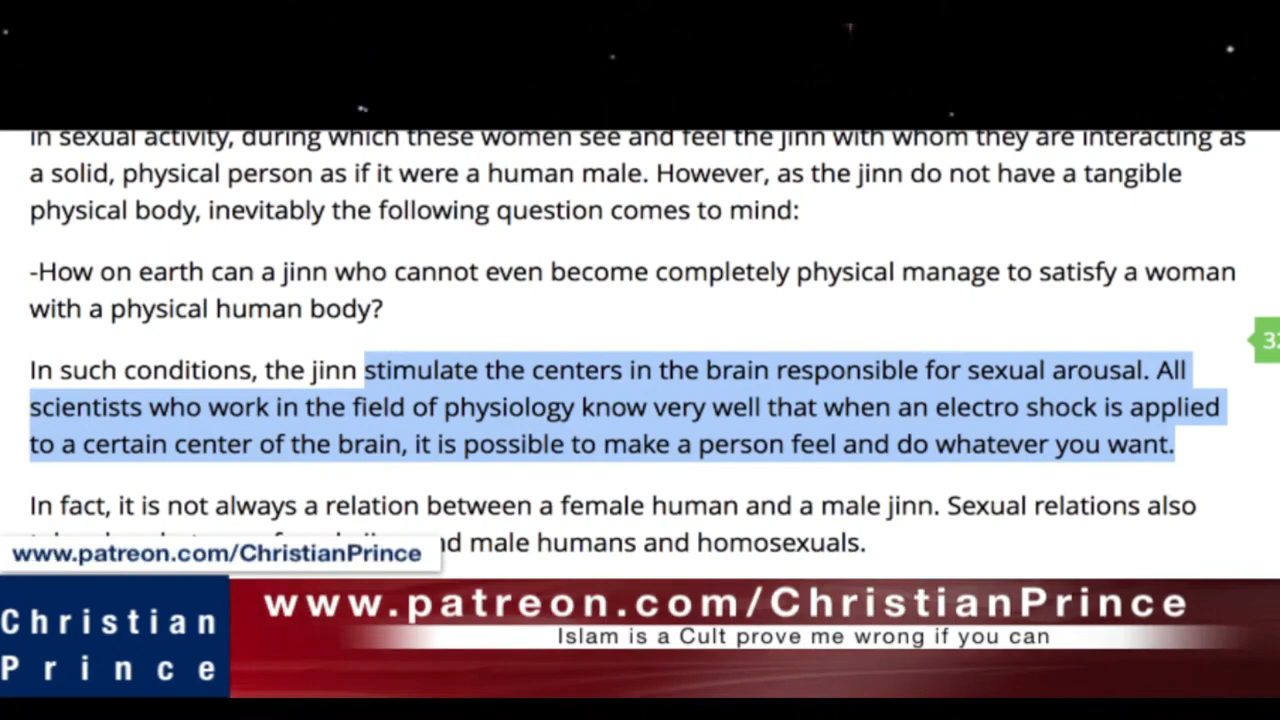 in sexual activity, during which these women see and feel the jinn with whom they are interacting as
a solid, physical person as if it were a human male. However, as the jinn do not have a tangible
physical body, inevitably the following question comes to mind:
-How on earth can a jinn who cannot even become completely physical manage to satisfy a woman
with a physical human body?
In such conditions, the jinn stimulate the centers in the brain responsible for sexual arousal. All
scientists who work in the field of physiology know very well that when an electro shock is applied
to a certain center of the brain, it is possible to make a person feel and do whatever you want.
In fact, it is not always a relation between a female human and a male jinn. Sexual relations also
male humans and homosexuals.
32
www.patreon.com/ChristianPrince
www.patreon.com/ChristianPrince
Islam is a Cult prove me wrong if you can
Christian
Prince